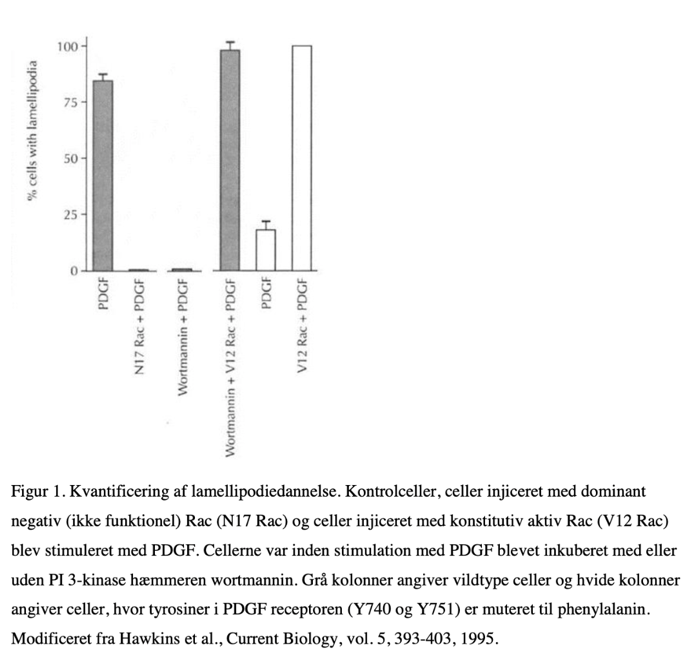 100
75
50
25
0
% cells with lamellipodia
PDGF
N17 Rac + PDGF
Wortmannin + PDGF
Wortmannin + V12 Rac + PDGF
PDGF
V12 Rac + PDGF
Figur 1. Kvantificering af lamellipodiedannelse. Kontrolceller, celler injiceret med dominant
negativ (ikke funktionel) Rac (N17 Rac) og celler injiceret med konstitutiv aktiv Rac (V12 Rac)
blev stimuleret med PDGF. Cellerne var inden stimulation med PDGF blevet inkuberet med eller
uden PI 3-kinase hæmmeren wortmannin. Grå kolonner angiver vildtype celler og hvide kolonner
angiver celler, hvor tyrosiner i PDGF receptoren (Y740 og Y751) er muteret til phenylalanin.
Modificeret fra Hawkins et al., Current Biology, vol. 5, 393-403, 1995.